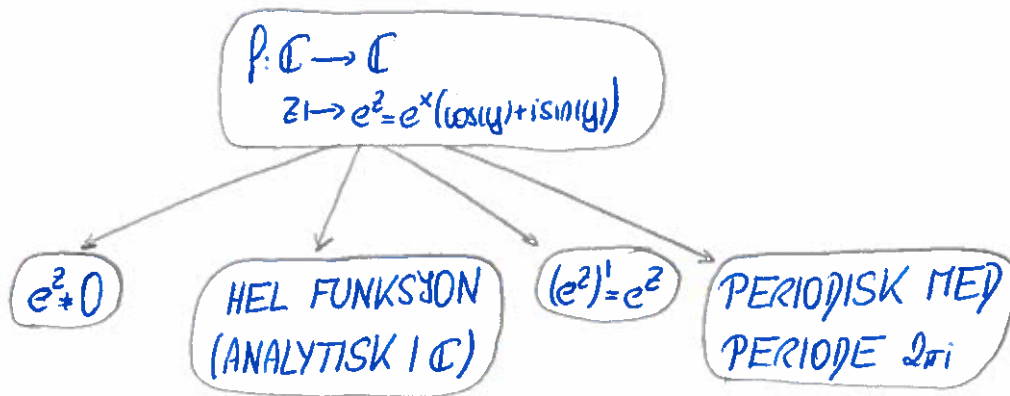 f: ℂ → ℂ
z ↦ e^z = e^x (cos(y) + i sin(y))
e^z ≠ 0
HEL FUNKSJON
(ANALYTISK I ℂ)
(e^z)' = e^z
PERIODISK MED
PERIODE 2πi